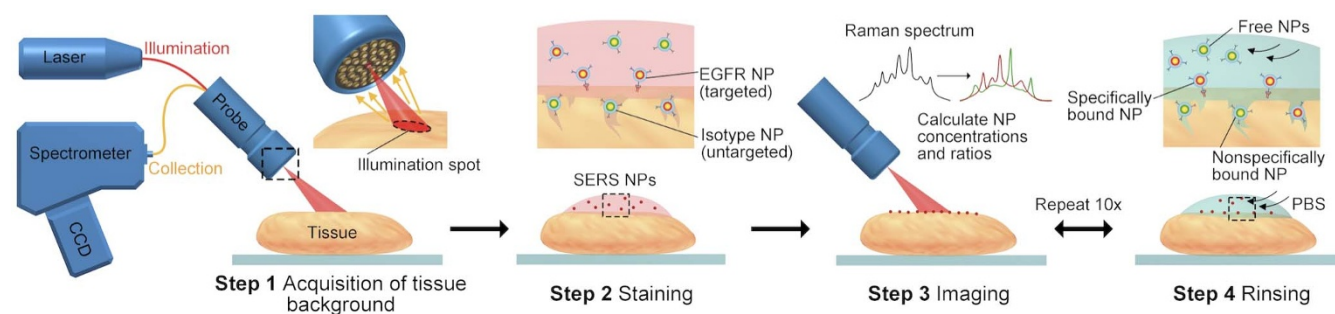 Laser
Illumination
Probe
Spectrometer
Collection
CCD
Illumination spot
Tissue
Step 1 Acquisition of tissue
background
EGFR NP
(targeted)
Isotype NP
(untargeted)
SERS NPs
Step 2 Staining
Raman spectrum
Calculate NP
concentrations
and ratios
Step 3 Imaging
Repeat 10x
Free NPs
Specifically
bound NP
Nonspecifically
bound NP
PBS
Step 4 Rinsing